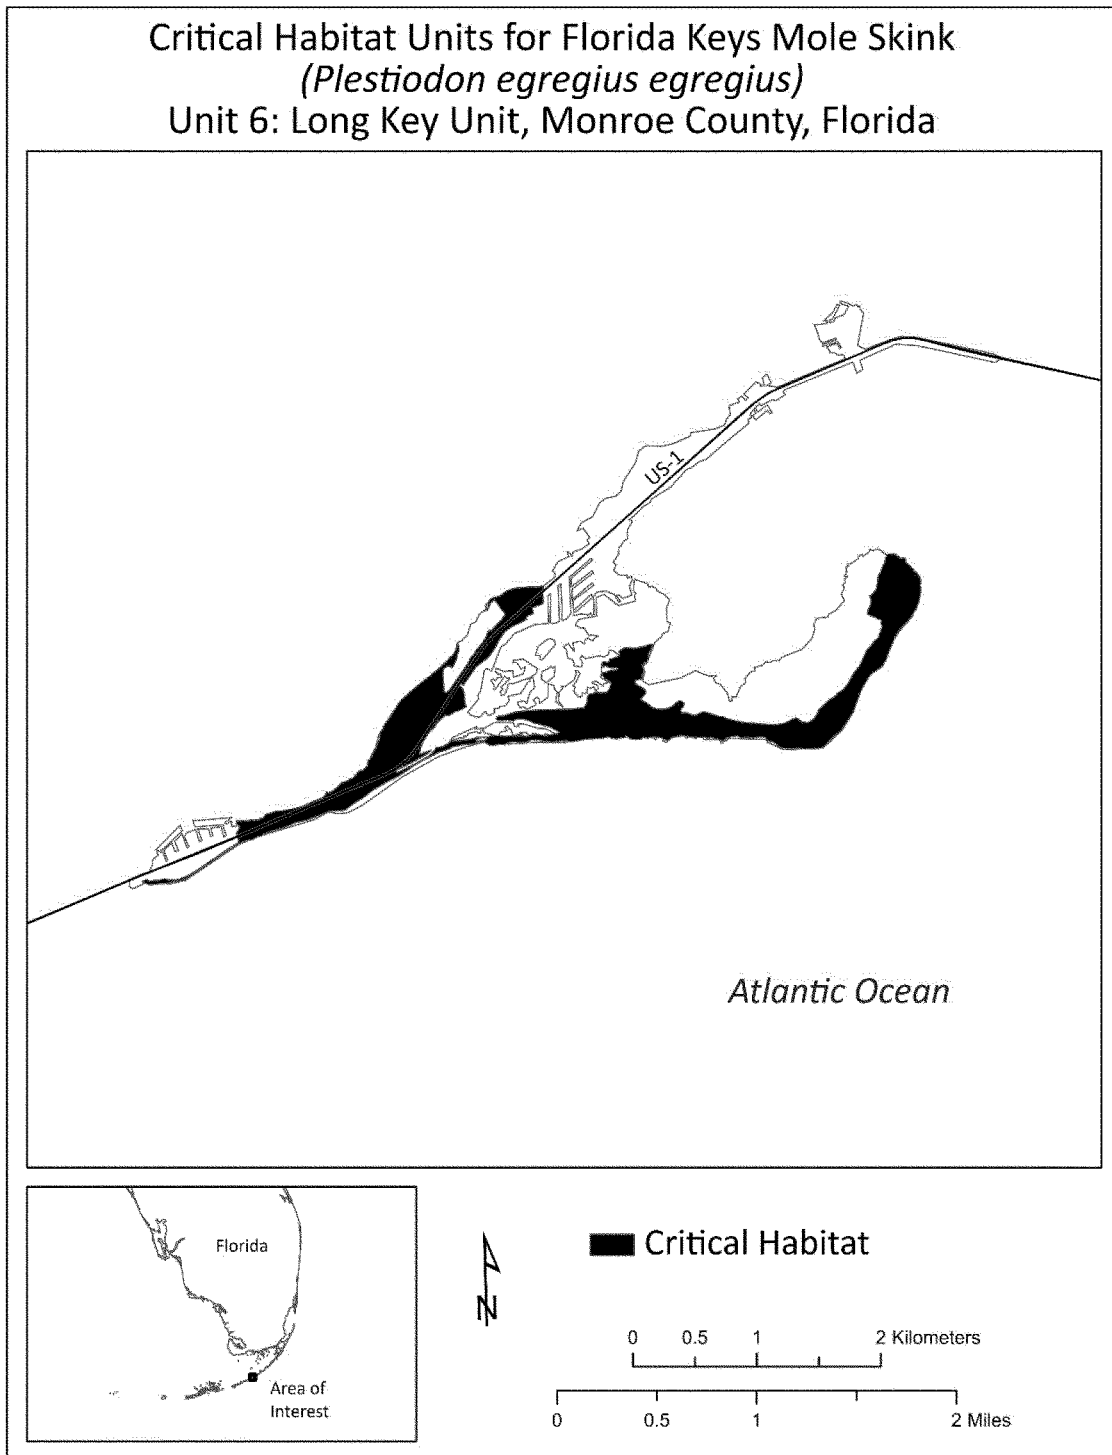 Critical Habitat Units for Florida Keys Mole Skink
(Plestiodon egregius egregius)
Unit 6: Long Key Unit, Monroe County, Florida
US-1
Atlantic Ocean
Florida
Area of
Interest
N
Critical Habitat
0 0.5 1 2 Kilometers
0 0.5 1 2 Miles